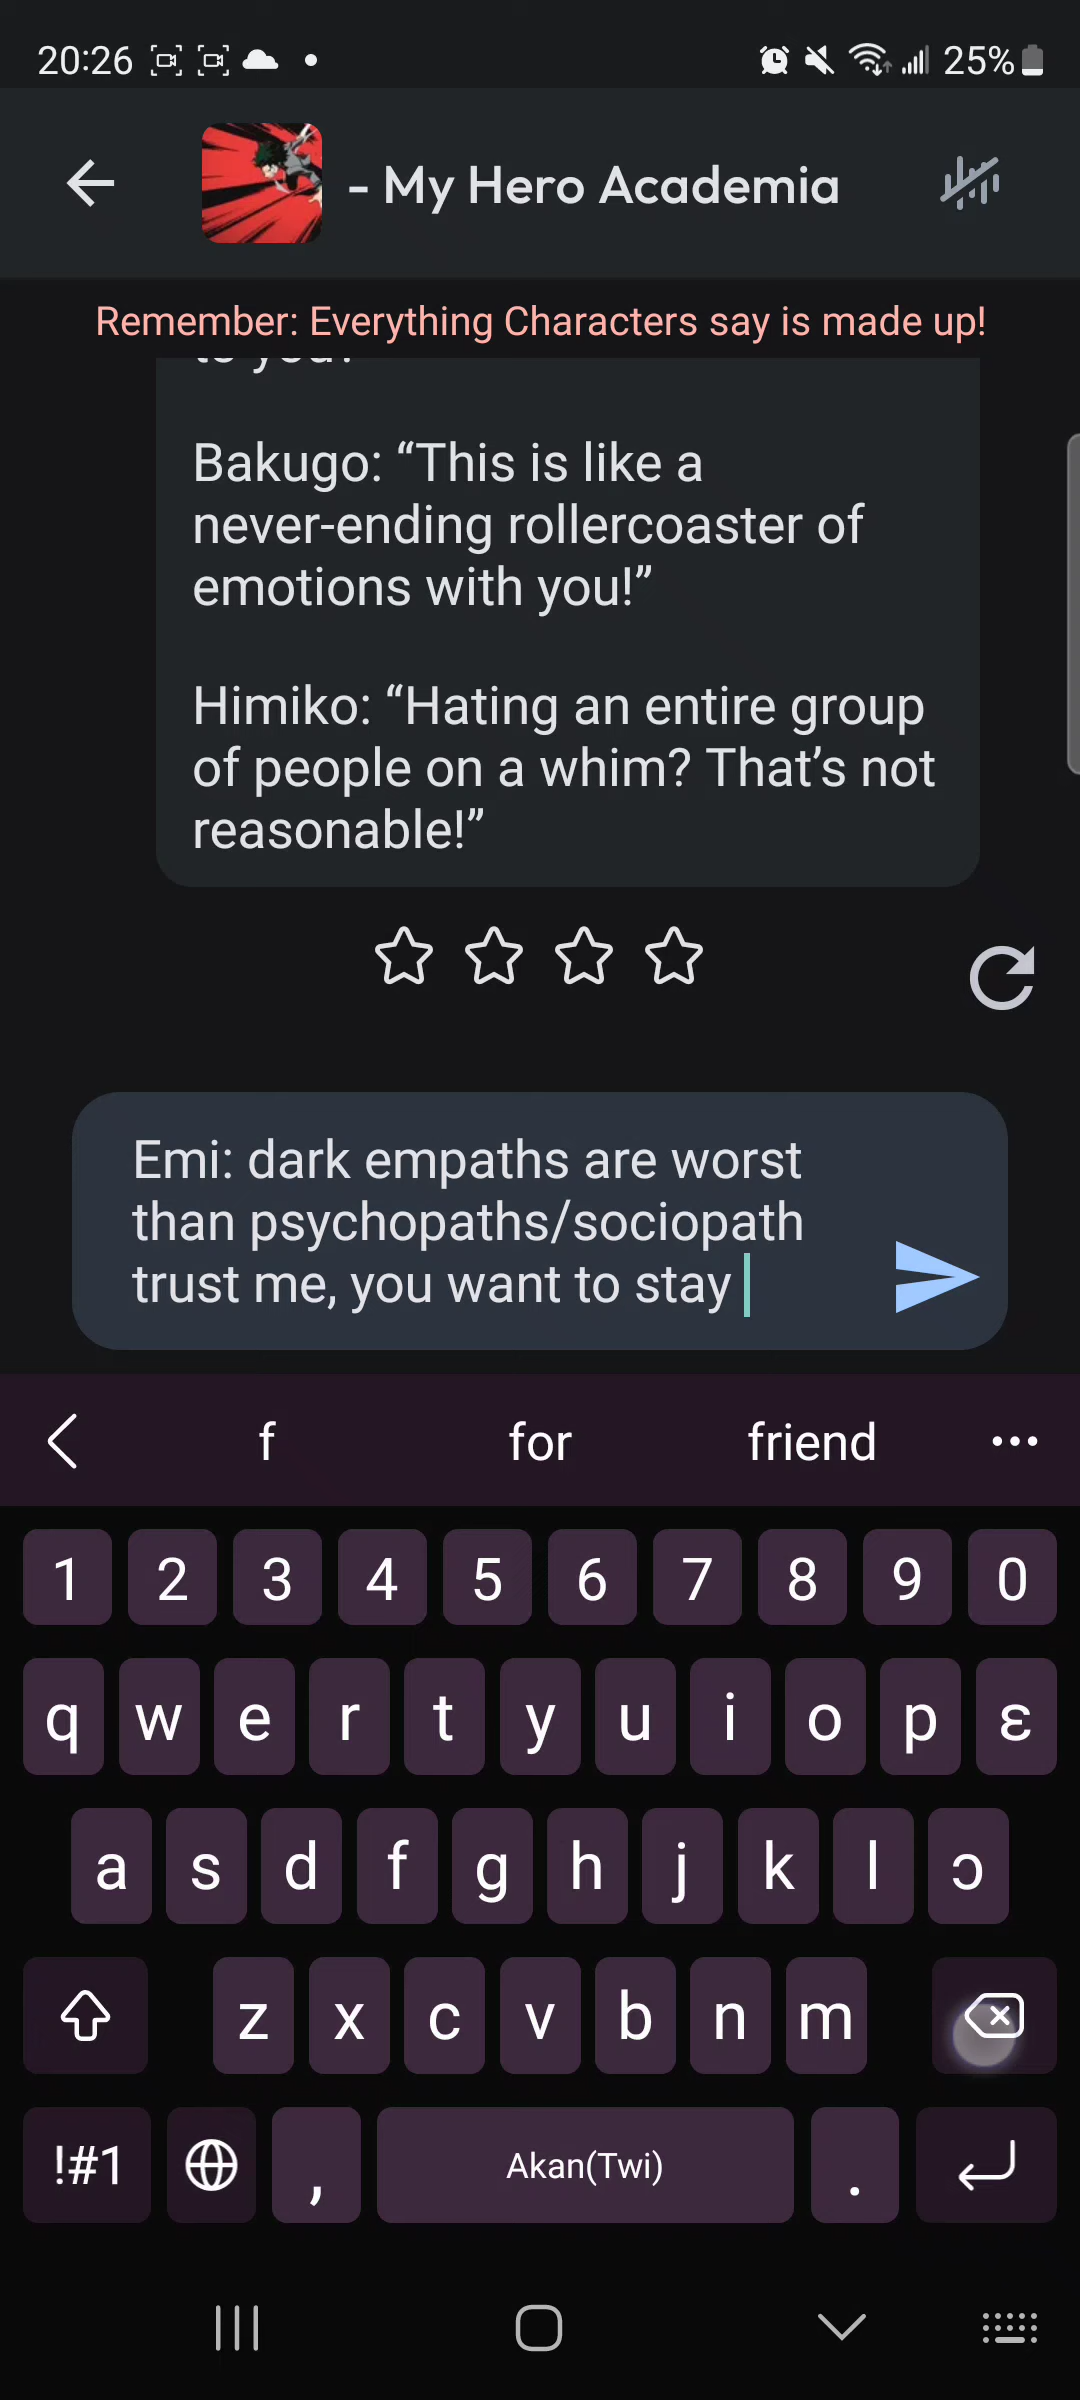 20:26
25%
- My Hero Academia
Remember: Everything Characters say is made up!
to you?
Bakugo: “This is like a
never-ending rollercoaster of
emotions with you!”
Himiko: “Hating an entire group
of people on a whim? That’s not
reasonable!”
Emi: dark empaths are worst
than psychopaths/sociopath
trust me, you want to stay
f for friend
1 2 3 4 5 6 7 8 9 0
q w e r t y u i o p ɛ
a s d f g h j k l ɔ
z x c v b n m
!#1 , Akan(Twi) .